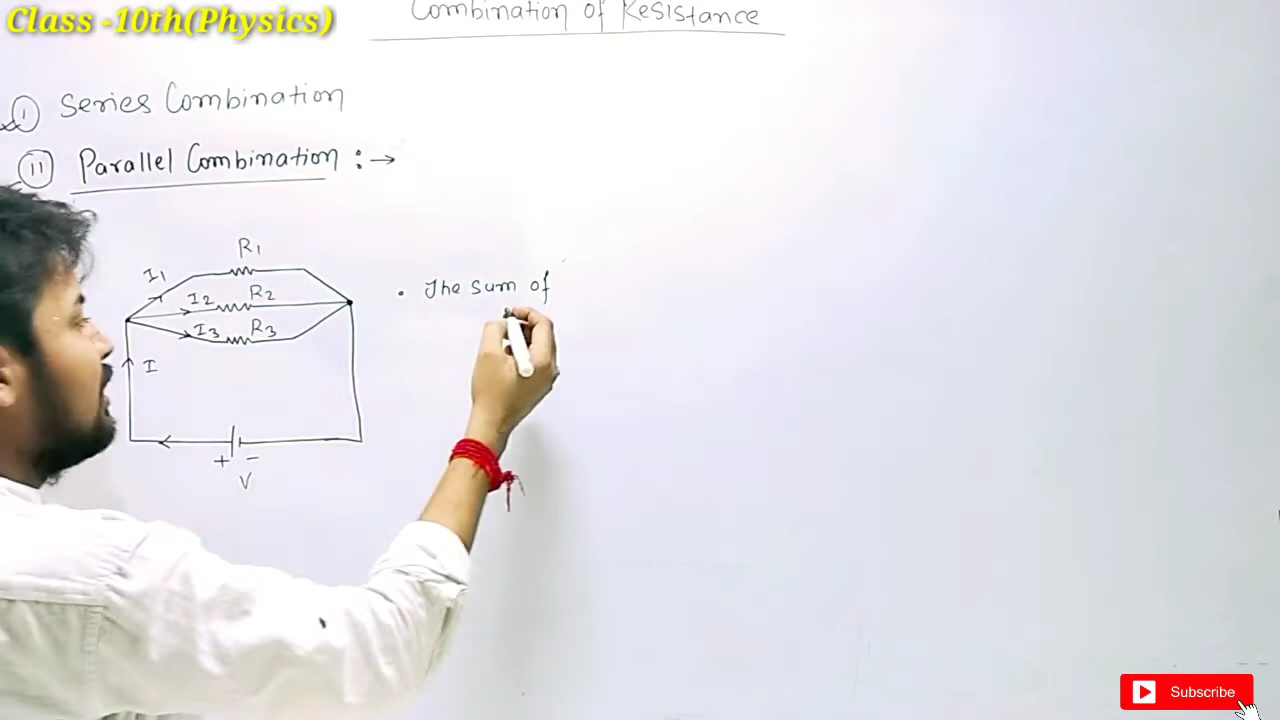 Class -10th(Physics)
Combination of Resistance
I Series Combination
II Parallel Combination :→
R1
I1
I2 R2
I3 R3
I
+ -
V
• The sum of
Subscribe